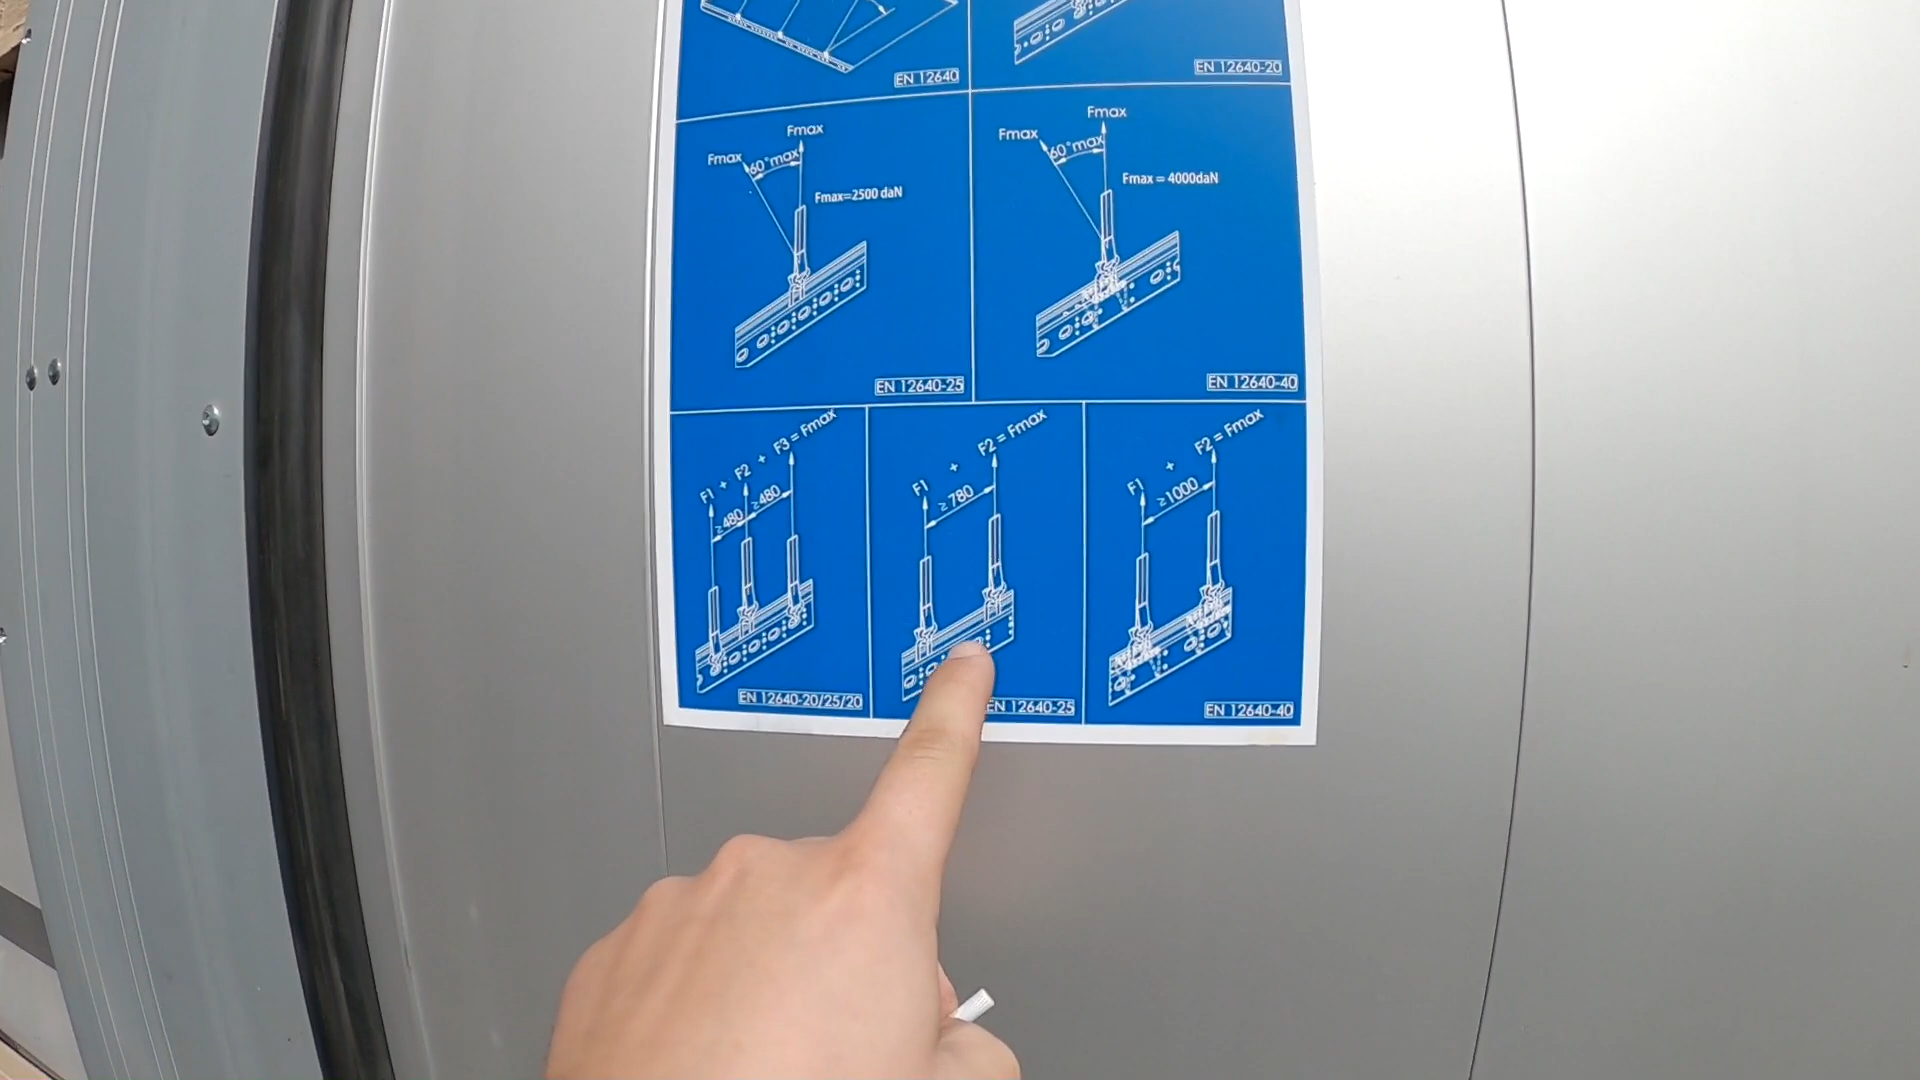 EN 12640
EN 12640-20
Fmax
Fmax
60°max
Fmax=2500 daN
EN 12640-25
Fmax
Fmax
60°max
Fmax = 4000daN
EN 12640-40
F1 + F2 + F3 = Fmax
≥480
≥480
EN 12640-20/25/20
F1 + F2 = Fmax
≥780
EN 12640-25
F1 + F2 = Fmax
≥1000
EN 12640-40